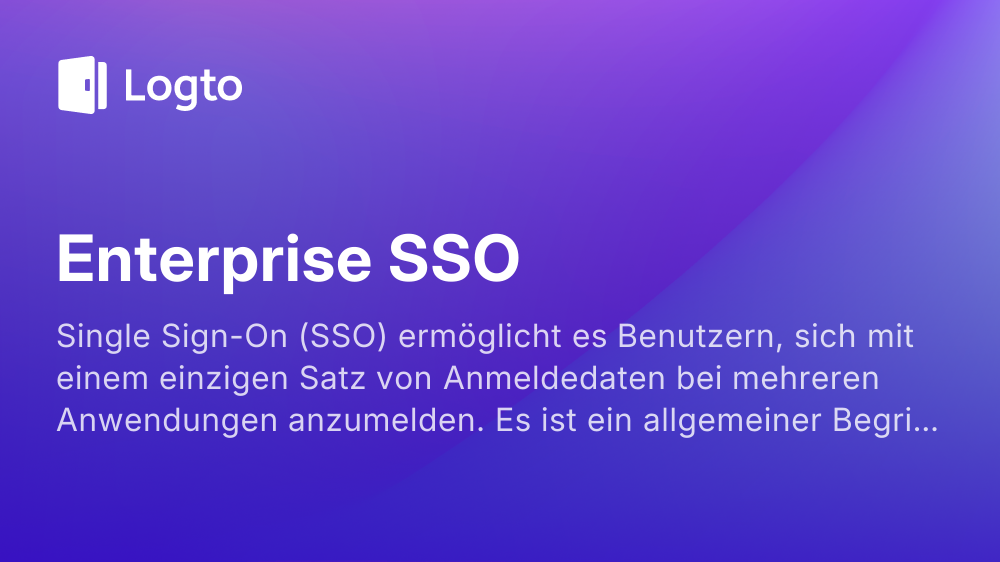 Logto
Enterprise SSO
Single Sign-On (SSO) ermöglicht es Benutzern, sich mit
einem einzigen Satz von Anmeldedaten bei mehreren
Anwendungen anzumelden. Es ist ein allgemeiner Begri...